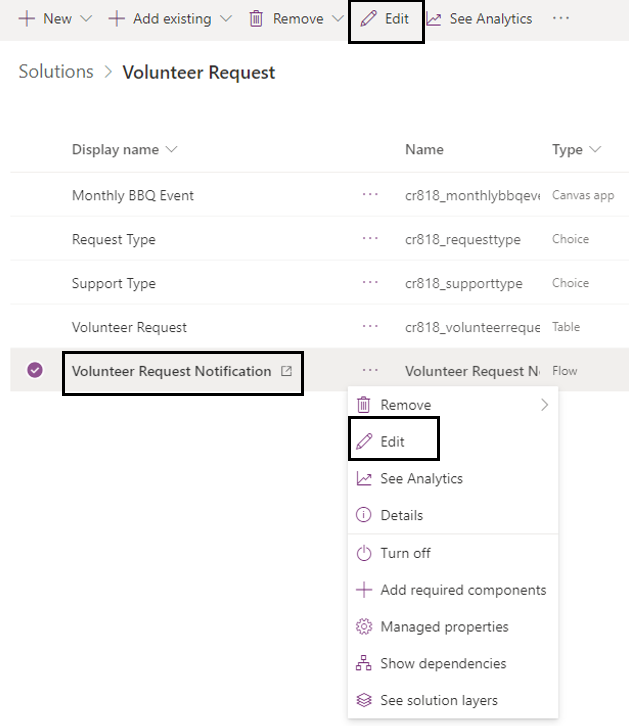 New Add existing Remove Edit See Analytics ...
Solutions > Volunteer Request
Display name Name Type
Monthly BBQ Event ... cr818_monthlybbqeve Canvas app
Request Type ... cr818_requesttype Choice
Support Type ... cr818_supporttype Choice
Volunteer Request ... cr818_volunteerreque Table
Volunteer Request Notification ... Volunteer Request No Flow
Remove
Edit
See Analytics
Details
Turn off
Add required components
Managed properties
Show dependencies
See solution layers